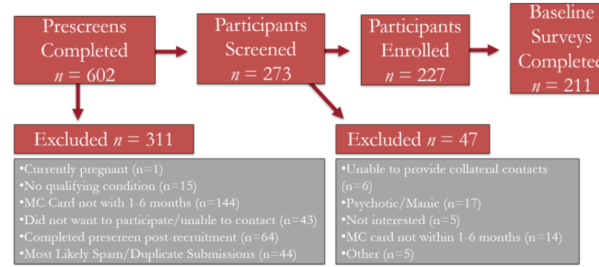 Prescreens
Completed
n = 602
Participants
Screened
n = 273
Participants
Enrolled
n = 227
Baseline
Surveys
Completed
n = 211
Excluded n = 311
•Currently pregnant (n=1)
•No qualifying condition (n=15)
•MC Card not with 1-6 months (n=144)
•Did not want to participate/unable to contact (n=43)
•Completed prescreen post-recruitment (n=64)
•Most Likely Spam/Duplicate Submissions (n=44)
Excluded n = 47
•Unable to provide collateral contacts
(n=6)
•Psychotic/Manic (n=17)
•Not interested (n=5)
•MC card not within 1-6 months (n=14)
•Other (n=5)